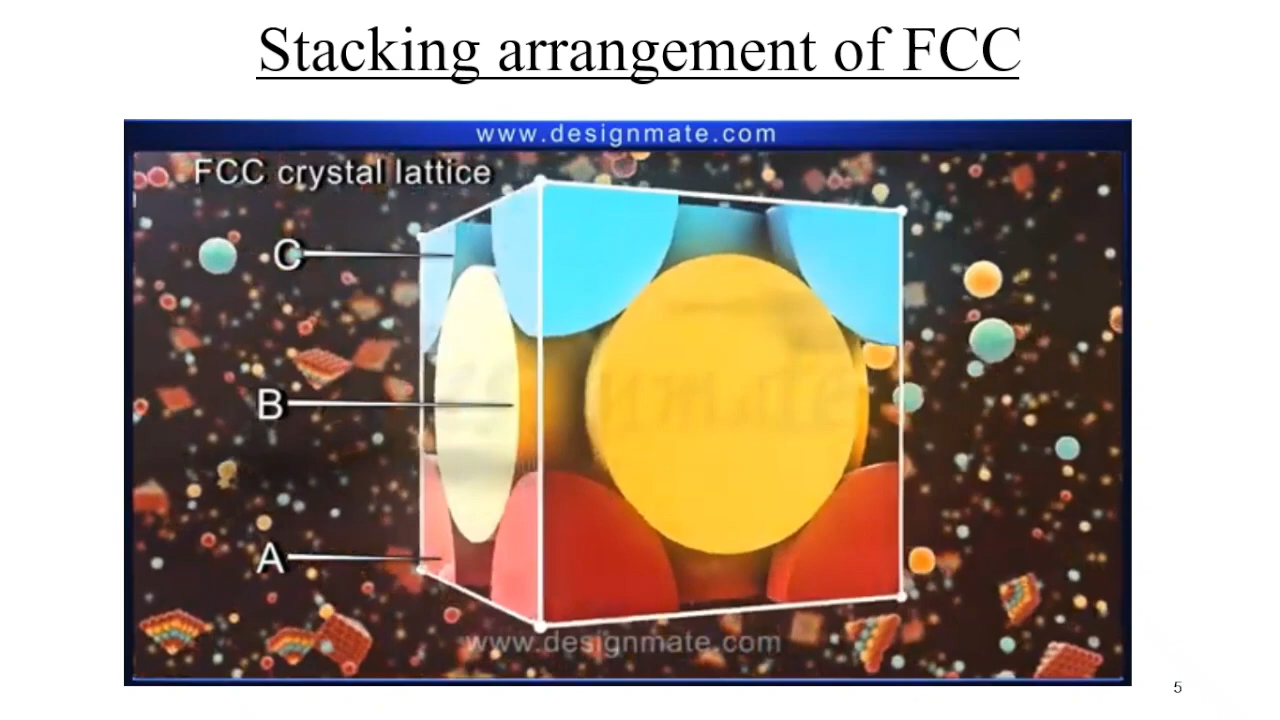 Stacking arrangement of FCC
www.designmate.com
FCC crystal lattice
C
B
A
www.designmate.com
5